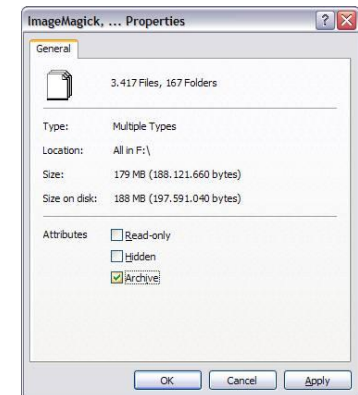 ImageMagick, ... Properties
General
3.417 Files, 167 Folders
Type: Multiple Types
Location: All in F:\
Size: 179 MB (188.121.660 bytes)
Size on disk: 188 MB (197.591.040 bytes)
Attributes Read-only
Hidden
Archive
OK Cancel Apply